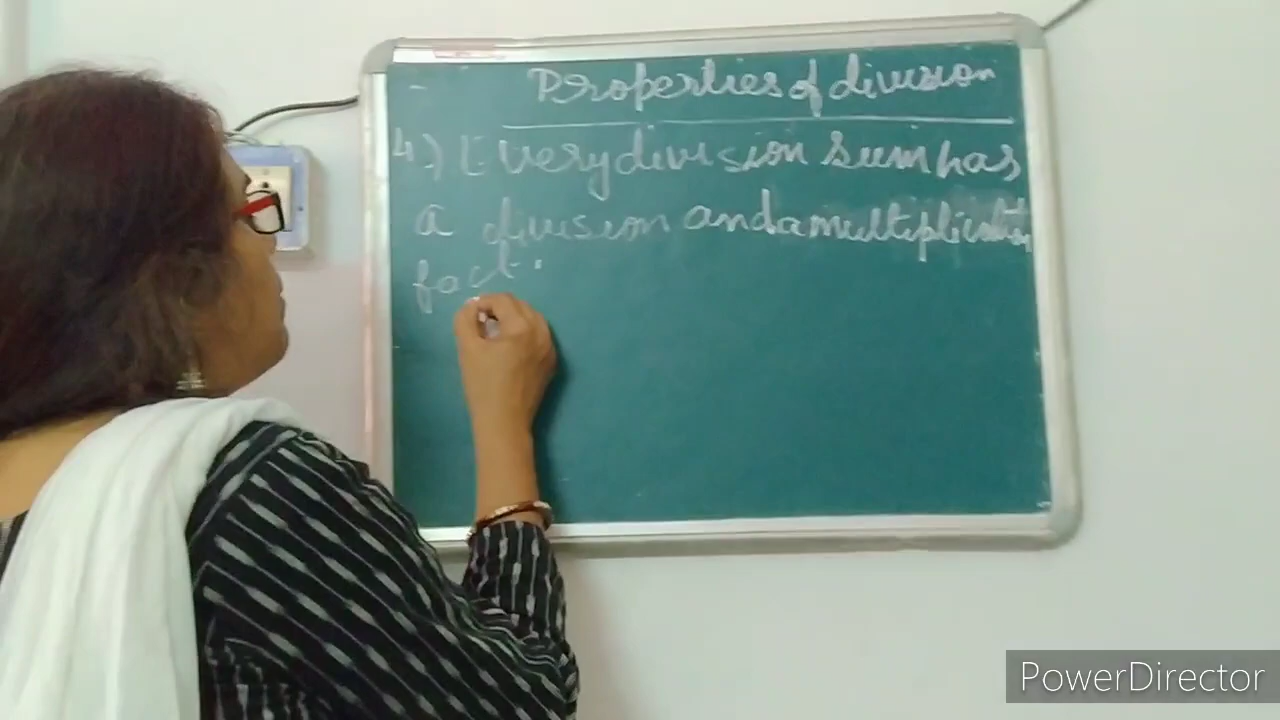 Properties of division
4) Every division sum has
a division and a multiplication
fact.
PowerDirector